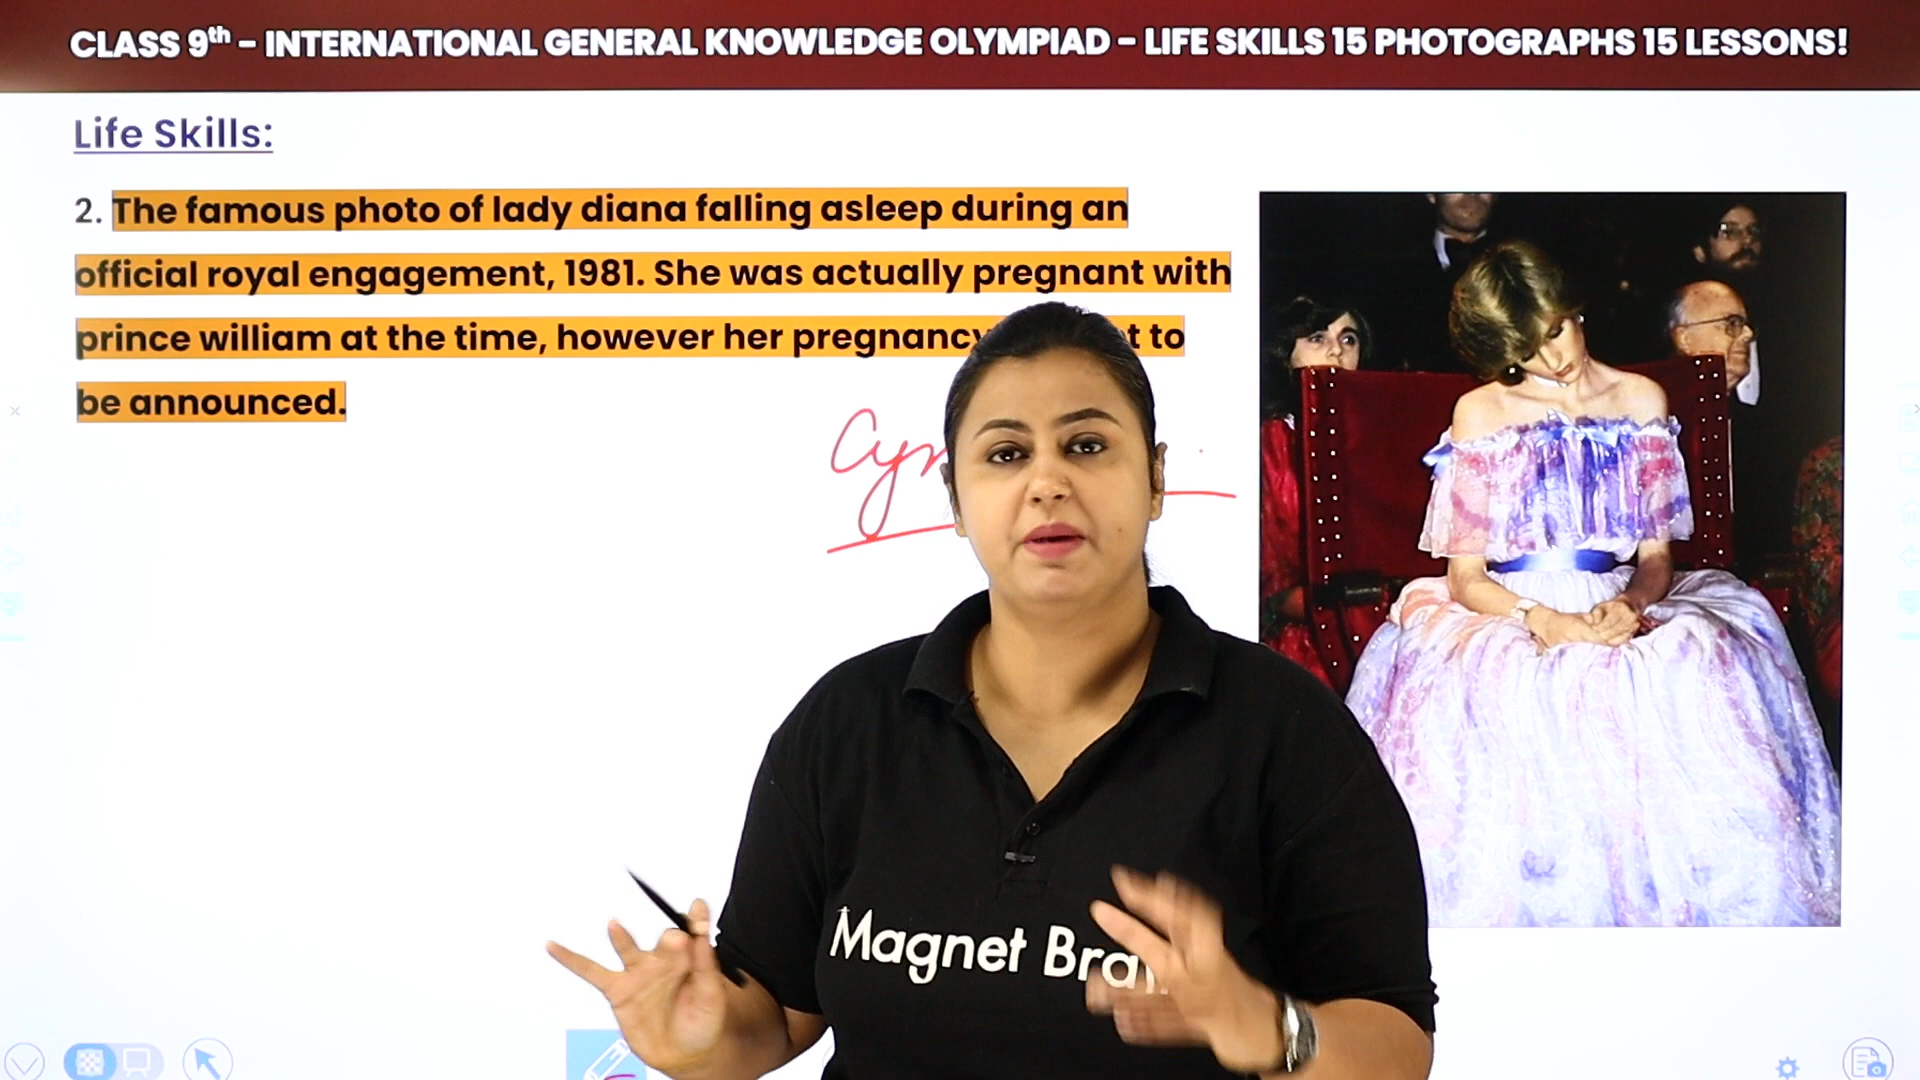 CLASS 9th – INTERNATIONAL GENERAL KNOWLEDGE OLYMPIAD – LIFE SKILLS 15 PHOTOGRAPHS 15 LESSONS!
Life Skills:
2. The famous photo of lady diana falling asleep during an
official royal engagement, 1981. She was actually pregnant with
prince william at the time, however her pregnancy to
be announced.
Magnet